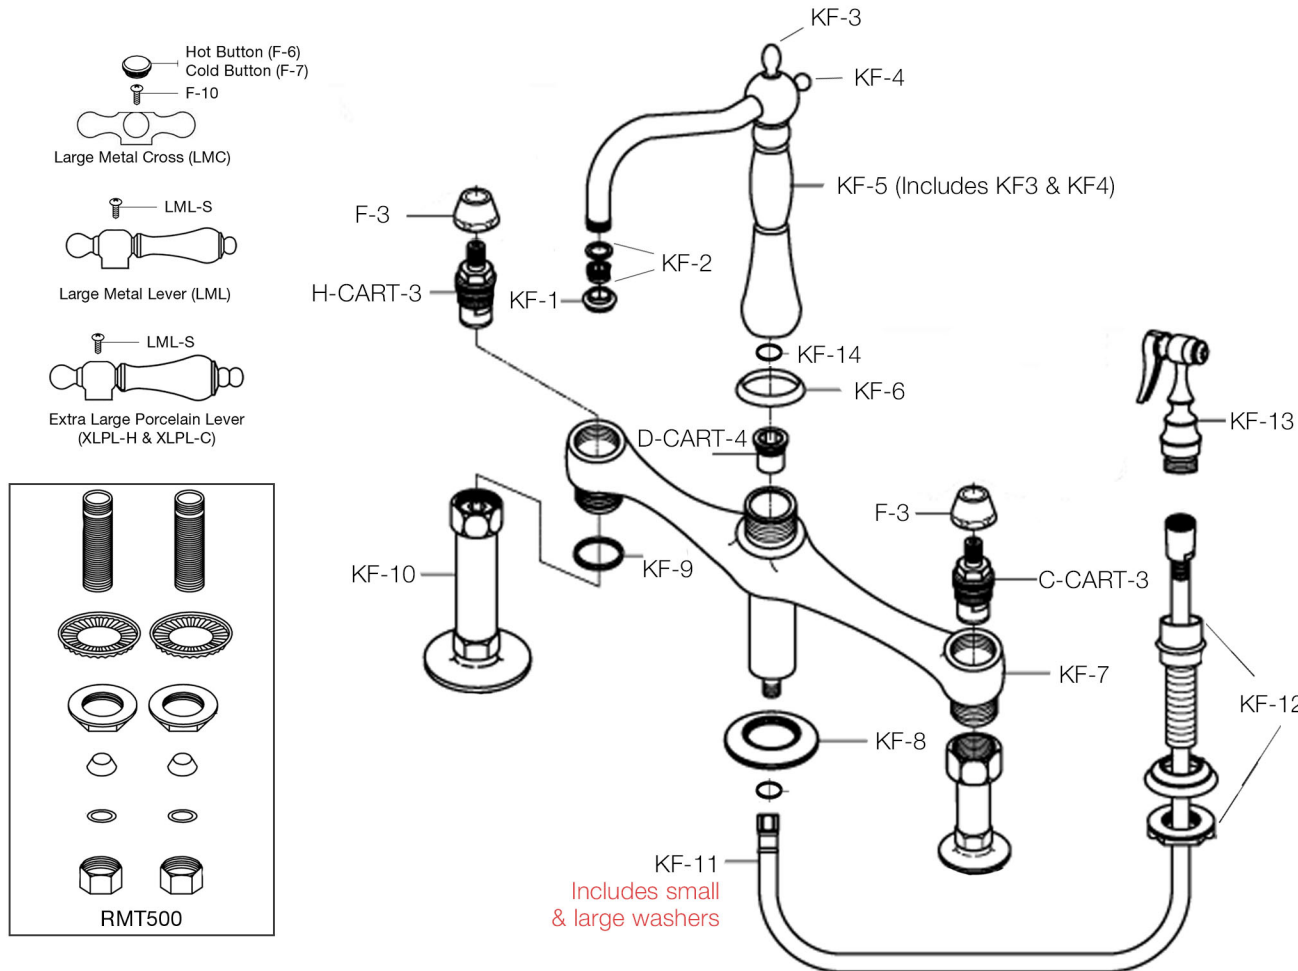 Hot Button (F-6)
Cold Button (F-7)
F-10
Large Metal Cross (LMC)
LML-S
Large Metal Lever (LML)
LML-S
Extra Large Porcelain Lever
(XLPL-H & XLPL-C)
RMT500
KF-3
KF-4
KF-5 (Includes KF3 & KF4)
F-3
KF-2
H-CART-3
KF-1
KF-14
KF-6
D-CART-4
KF-13
F-3
KF-9
KF-10
C-CART-3
KF-7
KF-12
KF-8
KF-11
Includes small
& large washers